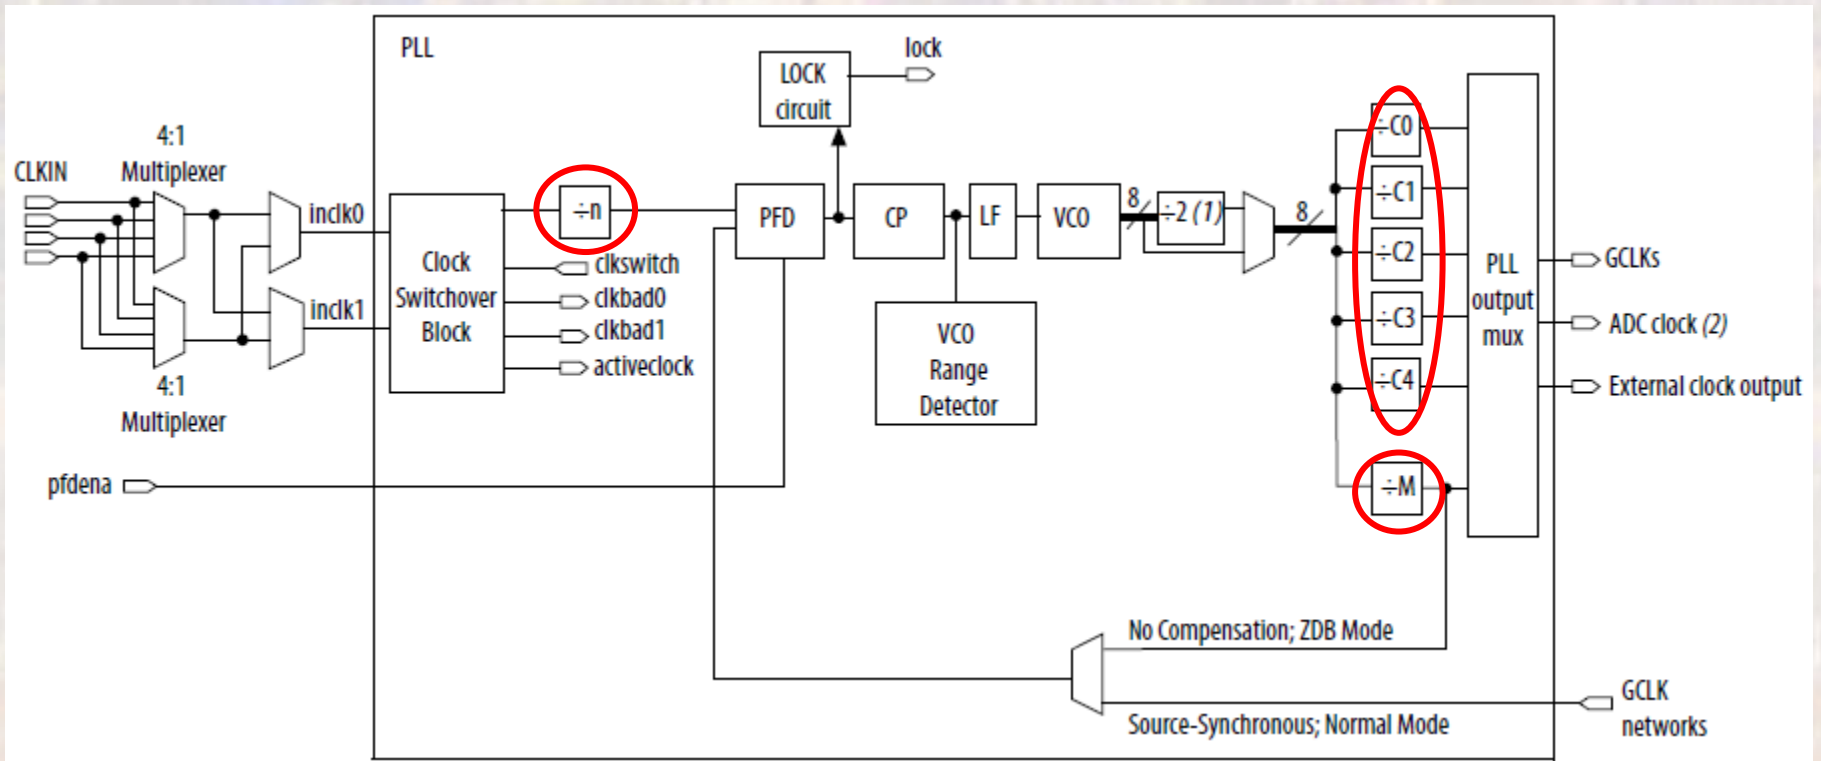 PLL
lock
LOCK
circuit
4:1
Multiplexer
CLKIN
inclk0
÷n
PFD
CP
LF
VCO
8
÷2 (1)
8
÷C0
÷C1
÷C2
÷C3
÷C4
÷M
PLL
output
mux
GCLKs
ADC clock (2)
External clock output
Clock
Switchover
Block
clkswitch
clkbad0
clkbad1
activeclock
inclk1
VCO
Range
Detector
4:1
Multiplexer
pfdena
No Compensation; ZDB Mode
Source-Synchronous; Normal Mode
GCLK
networks